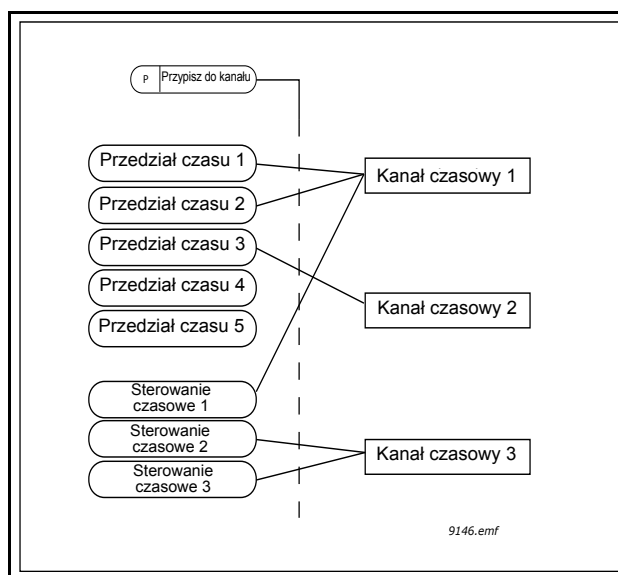 P Przypisz do kanału
Przedział czasu 1
Przedział czasu 2
Przedział czasu 3
Przedział czasu 4
Przedział czasu 5
Sterowanie
czasowe 1
Sterowanie
czasowe 2
Sterowanie
czasowe 3
Kanał czasowy 1
Kanał czasowy 2
Kanał czasowy 3
9146.emf